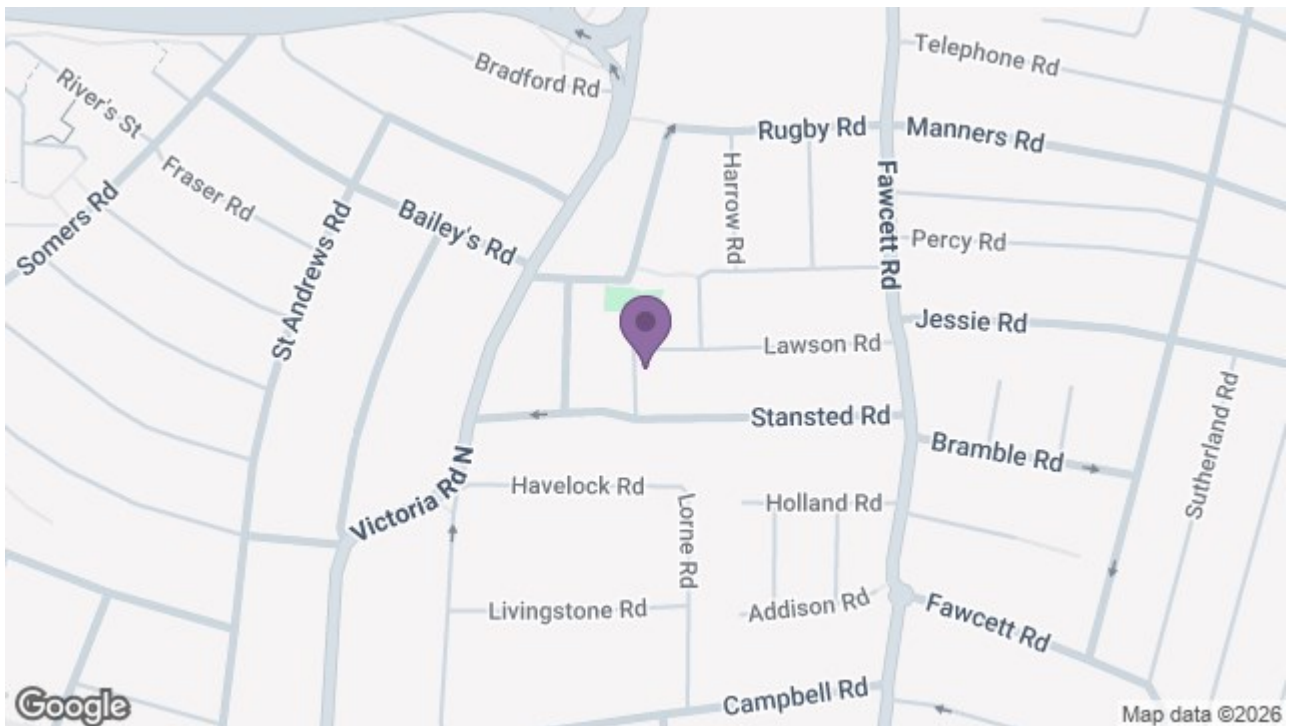 Telephone Rd
Bradford Rd
River's St
Rugby Rd
Manners Rd
Harrow Rd
Fawcett Rd
Fraser Rd
Somers Rd
St Andrews Rd
Bailey's Rd
Percy Rd
Jessie Rd
Lawson Rd
Stansted Rd
Bramble Rd
Sutherland Rd
Victoria Rd N
Havelock Rd
Holland Rd
Lorne Rd
Livingstone Rd
Addison Rd
Fawcett Rd
Campbell Rd
Google
Map data ©2026